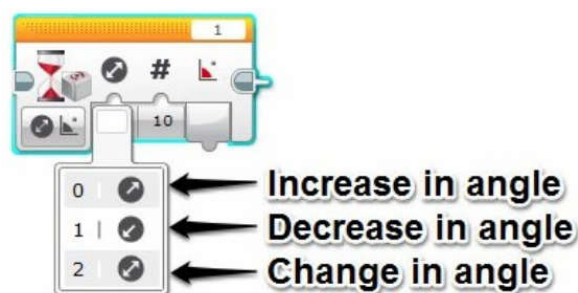 1
#
10
0 Increase in angle
1 Decrease in angle
2 Change in angle